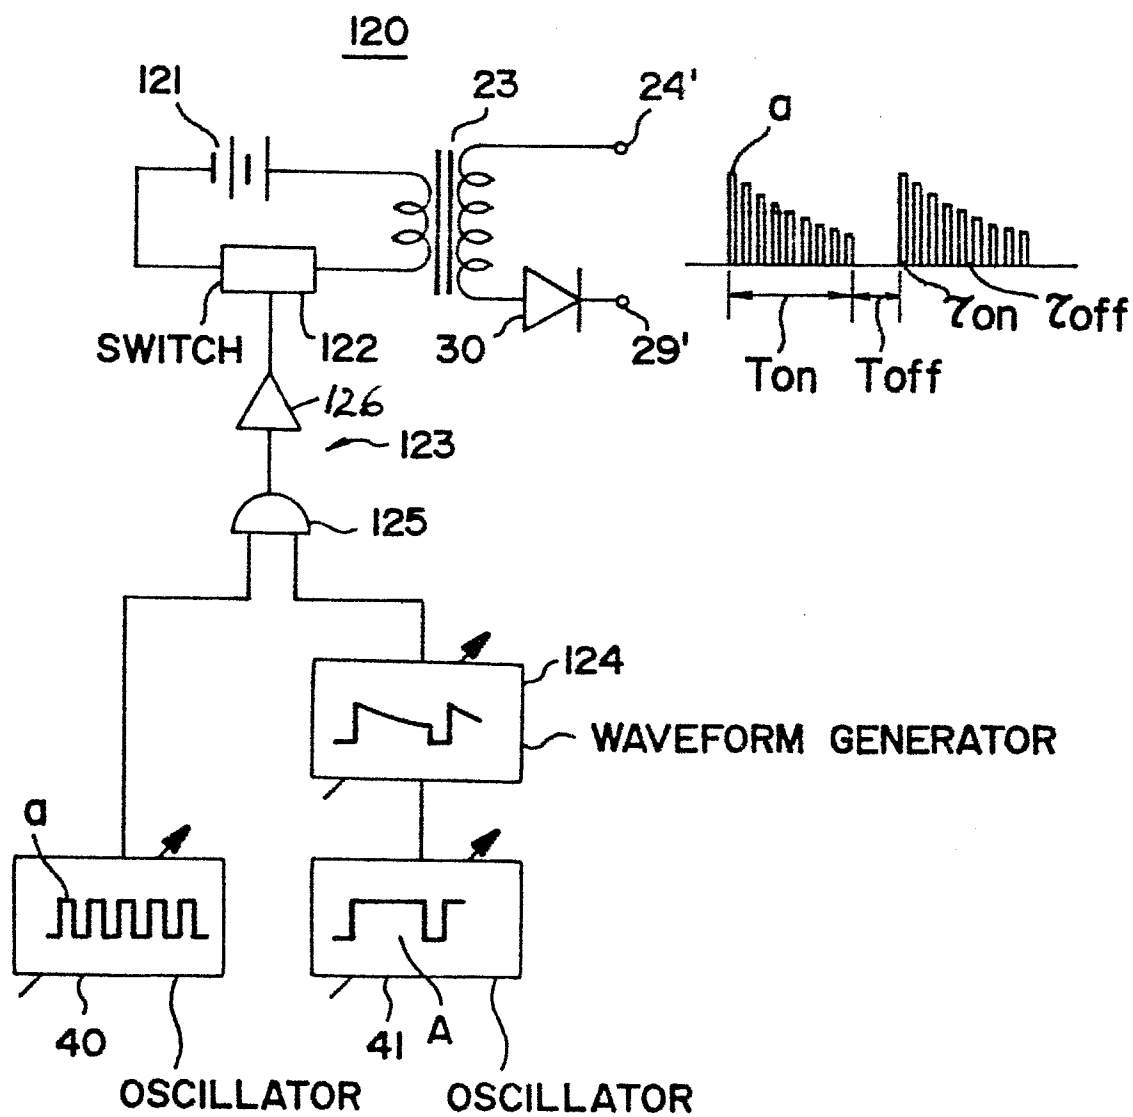 120
121
23
24'
a
SWITCH
122
30
29'
τon
τoff
Ton
Toff
126
123
125
124
WAVEFORM GENERATOR
a
40
41
A
OSCILLATOR
OSCILLATOR